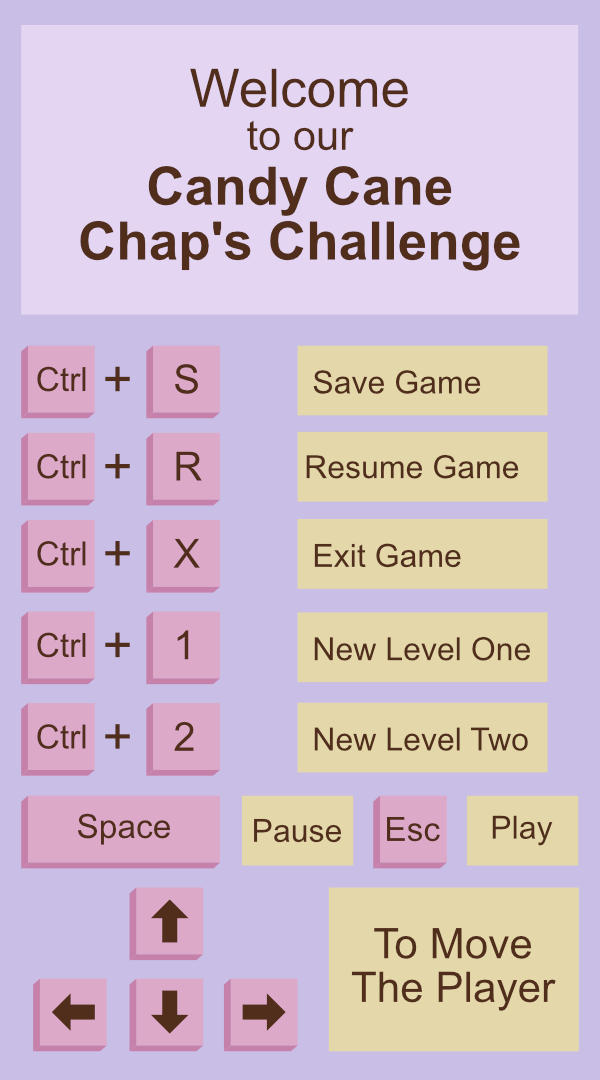 Welcome
to our
Candy Cane
Chap's Challenge
Ctrl + S Save Game
Ctrl + R Resume Game
Ctrl + X Exit Game
Ctrl + 1 New Level One
Ctrl + 2 New Level Two
Space Pause Esc Play
To Move
The Player